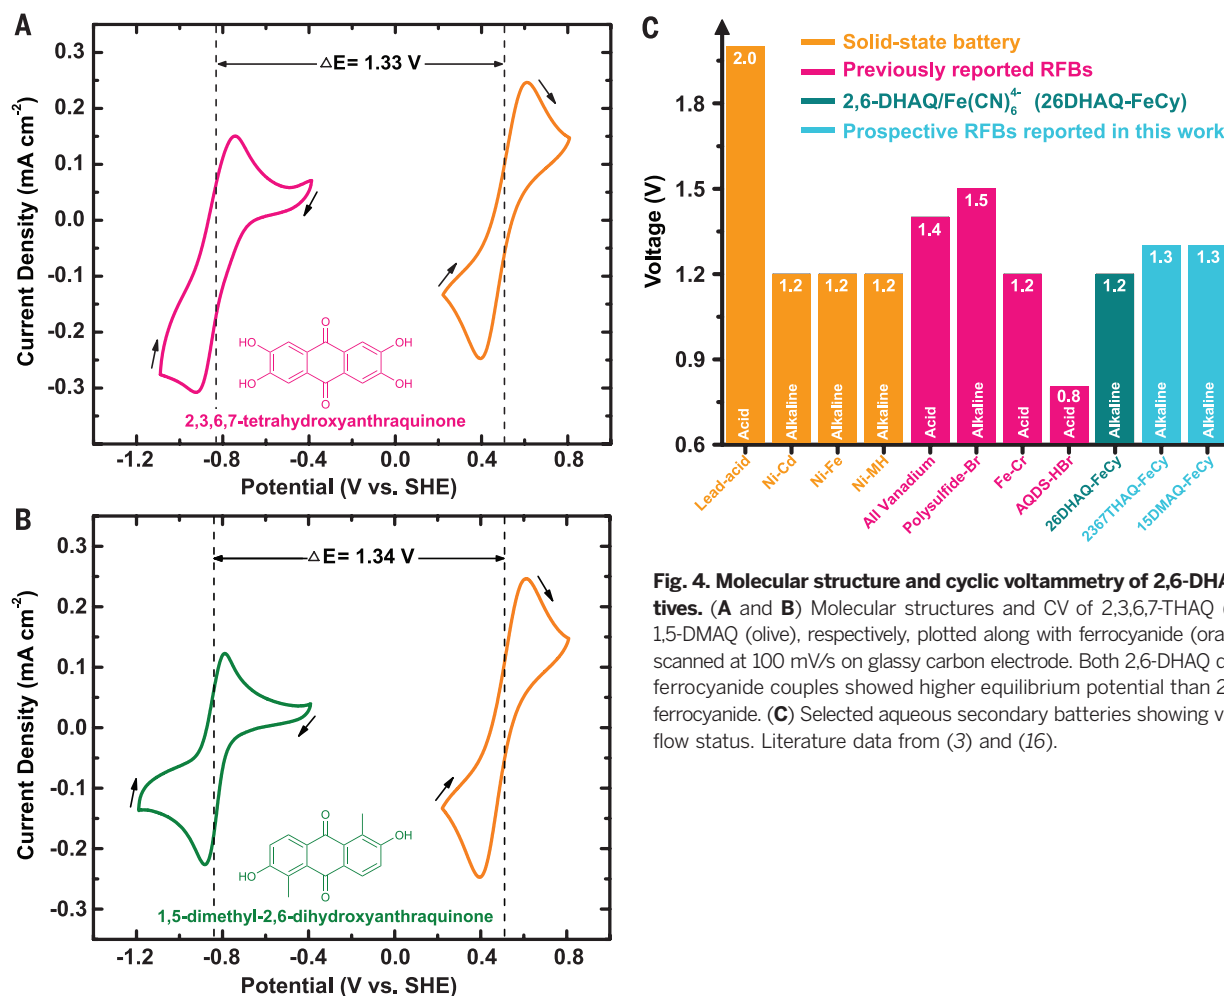 A
0.3
0.2
0.1
0.0
-0.1
-0.2
-0.3
Current Density (mA cm-2)
△E= 1.33 V
O
HO
OH
HO
OH
O
2,3,6,7-tetrahydroxyanthraquinone
-1.2 -0.8 -0.4 0.0 0.4 0.8
Potential (V vs. SHE)
B
0.3
0.2
0.1
0.0
-0.1
-0.2
-0.3
Current Density (mA cm-2)
△E= 1.34 V
O
OH
HO
O
1,5-dimethyl-2,6-dihydroxyanthraquinone
-1.2 -0.8 -0.4 0.0 0.4 0.8
Potential (V vs. SHE)
C
Solid-state battery
Previously reported RFBs
2,6-DHAQ/Fe(CN)6 4- (26DHAQ-FeCy)
Prospective RFBs reported in this work
1.8
1.5
1.2
0.9
0.6
Voltage (V)
2.0 1.2 1.2 1.2 1.4 1.5 1.2 0.8 1.2 1.3 1.3
Acid Alkaline Alkaline Alkaline Acid Alkaline Acid Acid Alkaline Alkaline Alkaline
Lead-acid
Ni-Cd
Ni-Fe
Ni-MH
All Vanadium
Polysulfide-Br
Fe-Cr
AQDS-HBr
26DHAQ-FeCy
2367THAQ-FeCy
15DMAQ-FeCy
Fig. 4. Molecular structure and cyclic voltammetry of 2,6-DHA
tives. (A and B) Molecular structures and CV of 2,3,6,7-THAQ (
1,5-DMAQ (olive), respectively, plotted along with ferrocyanide (ora
scanned at 100 mV/s on glassy carbon electrode. Both 2,6-DHAQ d
ferrocyanide couples showed higher equilibrium potential than 2
ferrocyanide. (C) Selected aqueous secondary batteries showing v
flow status. Literature data from (3) and (16).